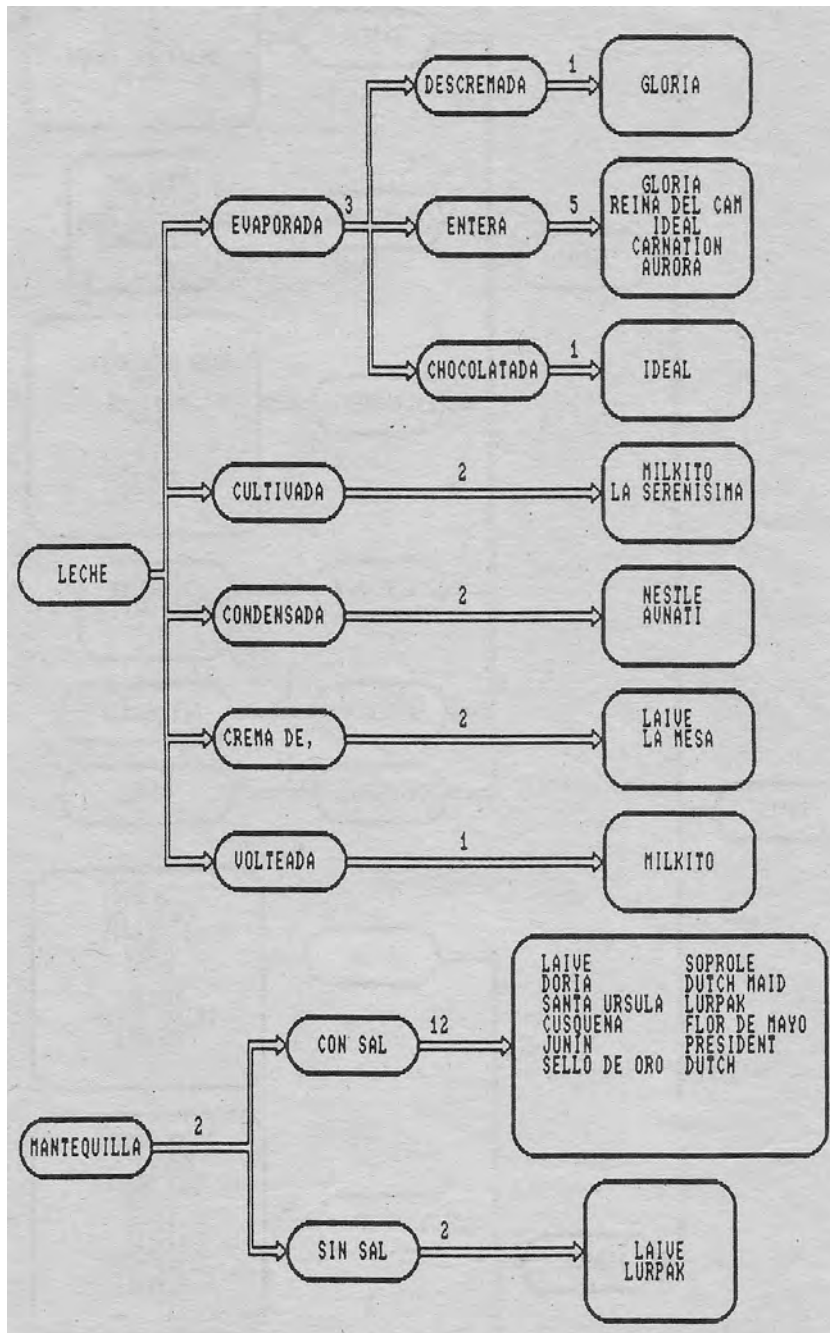 DESCREMADA
1
GLORIA
EVAPORADA
3
ENTERA
5
GLORIA
REINA DEL CAM
IDEAL
CARNATION
AURORA
CHOCOLATADA
1
IDEAL
LECHE
CULTIVADA
2
MILKITO
LA SERENISIMA
CONDENSADA
2
NESTLE
AVNATI
CREMA DE,
2
LAIVE
LA MESA
VOLTEADA
1
MILKITO
MANTEQUILLA
2
CON SAL
12
LAIVE SOPROLE
DORIA DUTCH MAID
SANTA URSULA LURPAK
CUSQUENA FLOR DE MAYO
JUNIN PRESIDENT
SELLO DE ORO DUTCH
SIN SAL
2
LAIVE
LURPAK